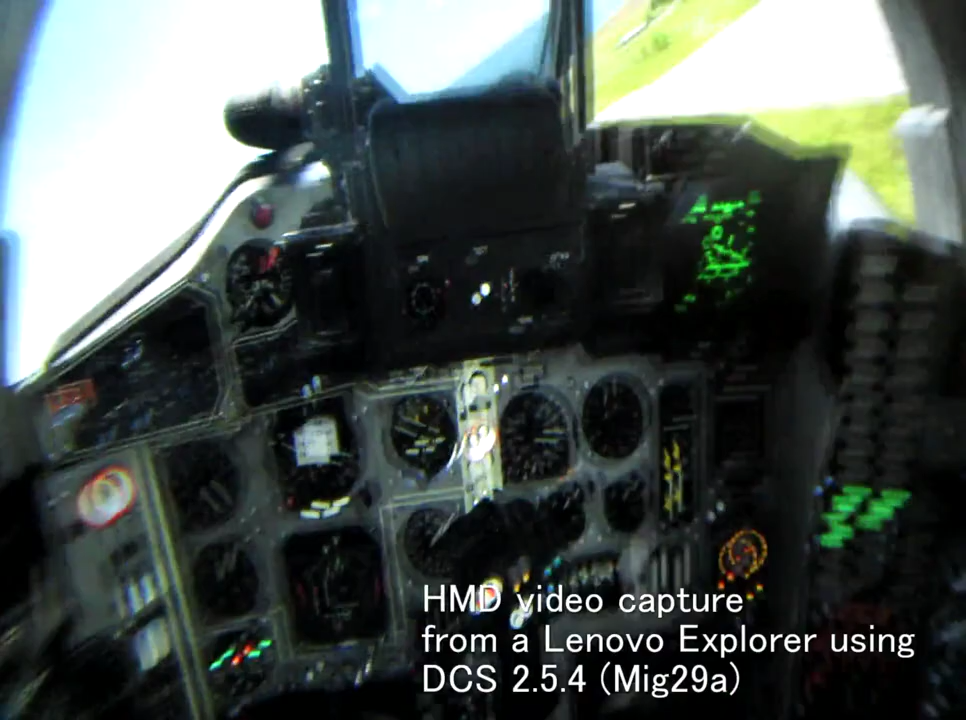 HMD video capture
from a Lenovo Explorer using
DCS 2.5.4 (Mig29a)